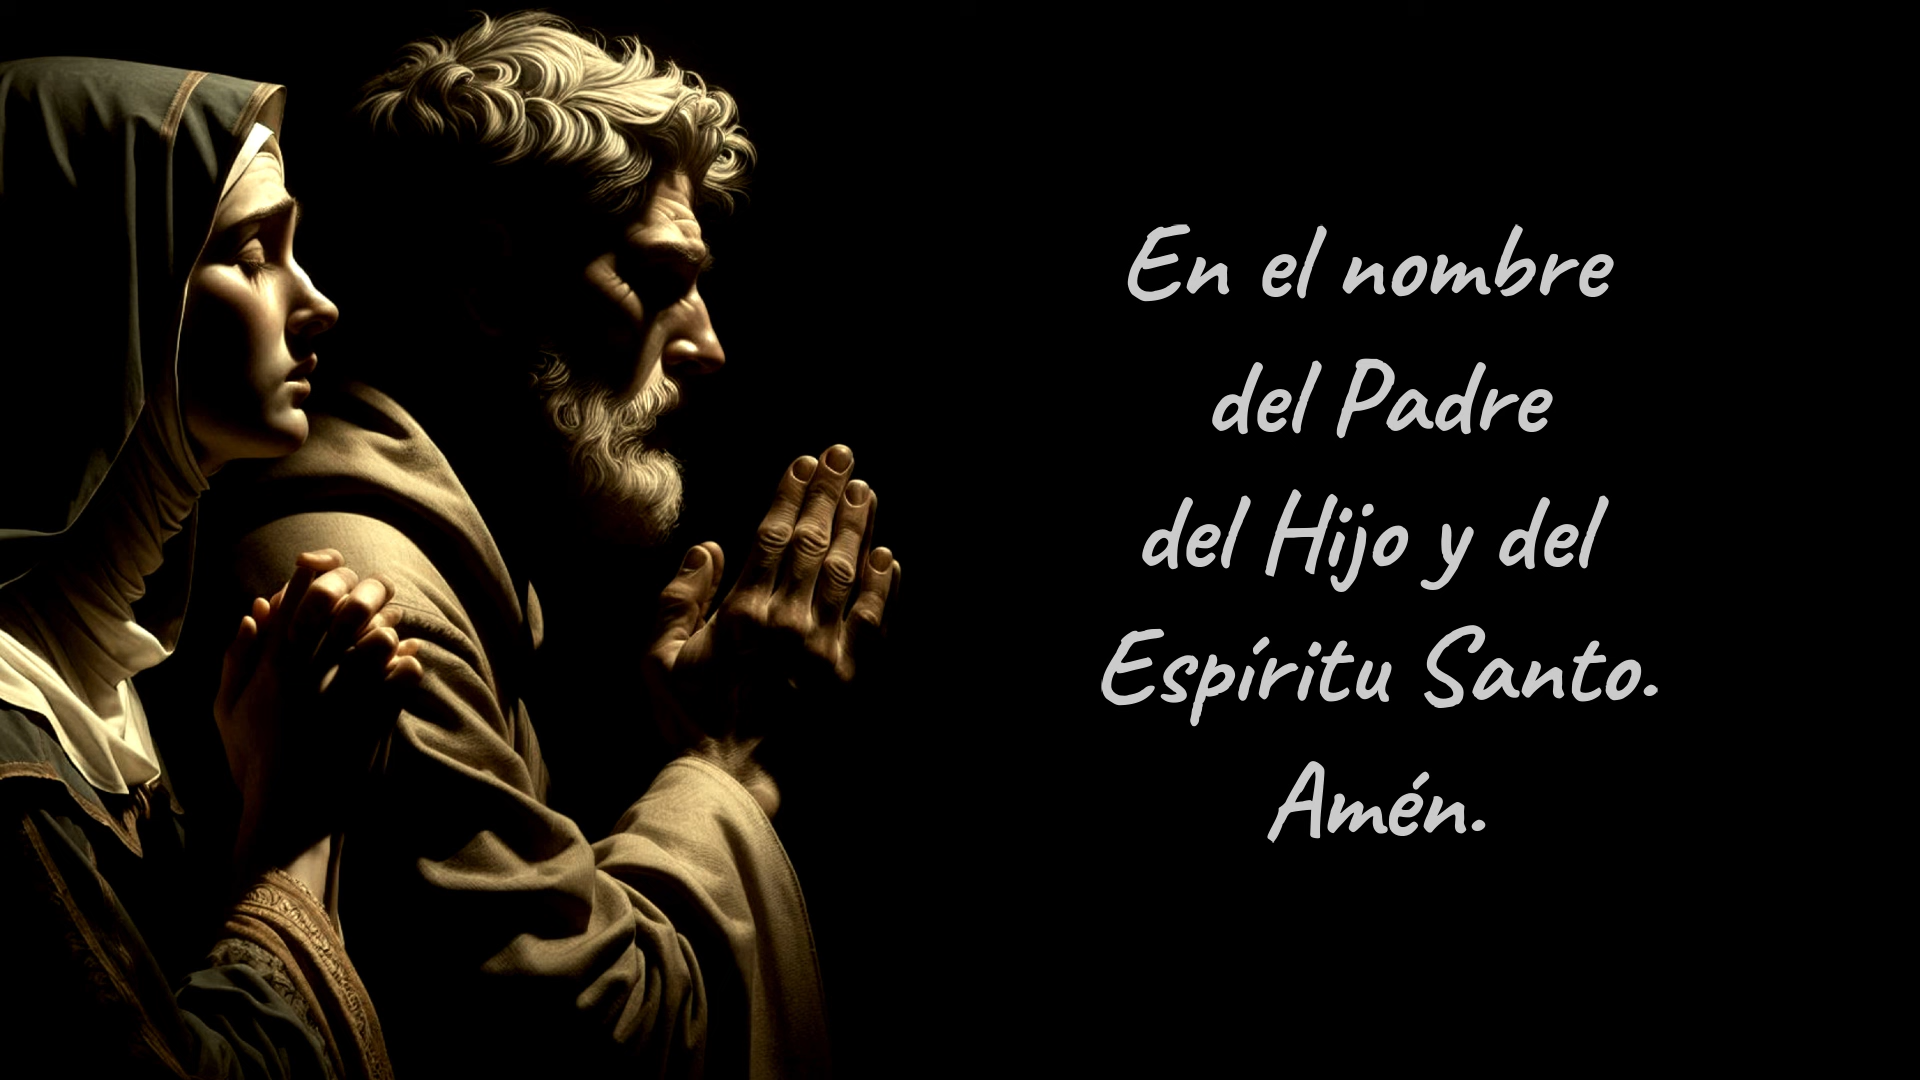 En el nombre
del Padre
del Hijo y del
Espíritu Santo.
Amén.